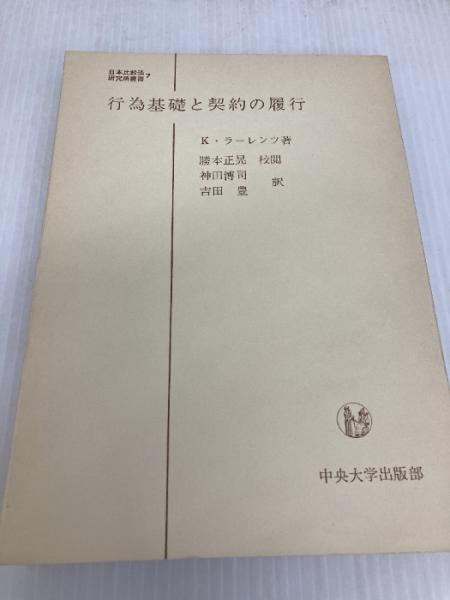 日本比較法
研究所叢書 7
行為基礎と契約の履行
K・ラーレンツ著
勝本正晃 校閲
神田博司
吉田 豊 訳
中央大学出版部